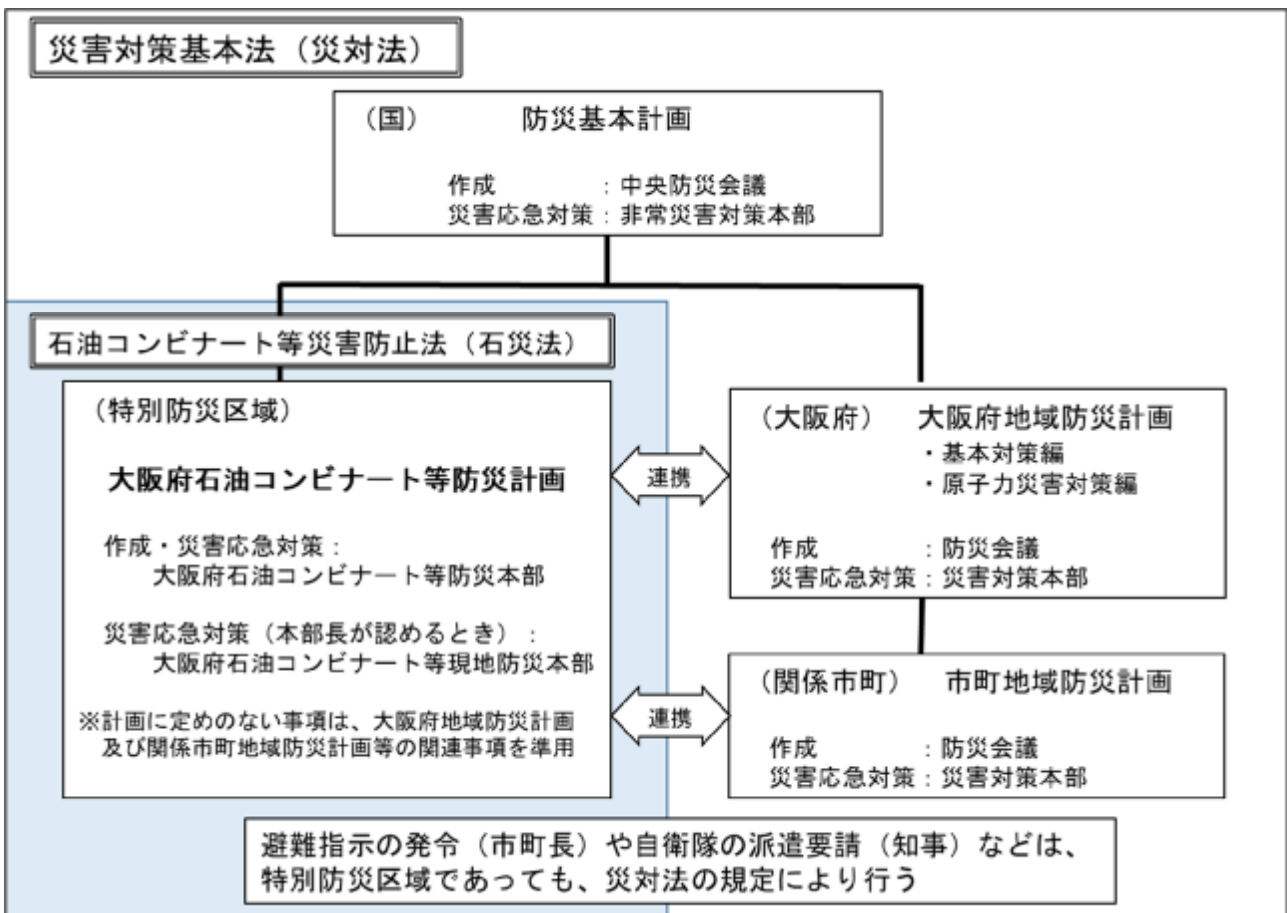 災害対策基本法（災対法）
（国）　防災基本計画
作成　：中央防災会議
災害応急対策：非常災害対策本部
石油コンビナート等災害防止法（石災法）
（特別防災区域）
大阪府石油コンビナート等防災計画
作成・災害応急対策：
大阪府石油コンビナート等防災本部
災害応急対策（本部長が認めるとき）：
大阪府石油コンビナート等現地防災本部
※計画に定めのない事項は、大阪府地域防災計画
及び関係市町地域防災計画等の関連事項を準用
連携
連携
（大阪府）　大阪府地域防災計画
・基本対策編
・原子力災害対策編
作成　：防災会議
災害応急対策：災害対策本部
（関係市町）　市町地域防災計画
作成　：防災会議
災害応急対策：災害対策本部
避難指示の発令（市町長）や自衛隊の派遣要請（知事）などは、
特別防災区域であっても、災対法の規定により行う